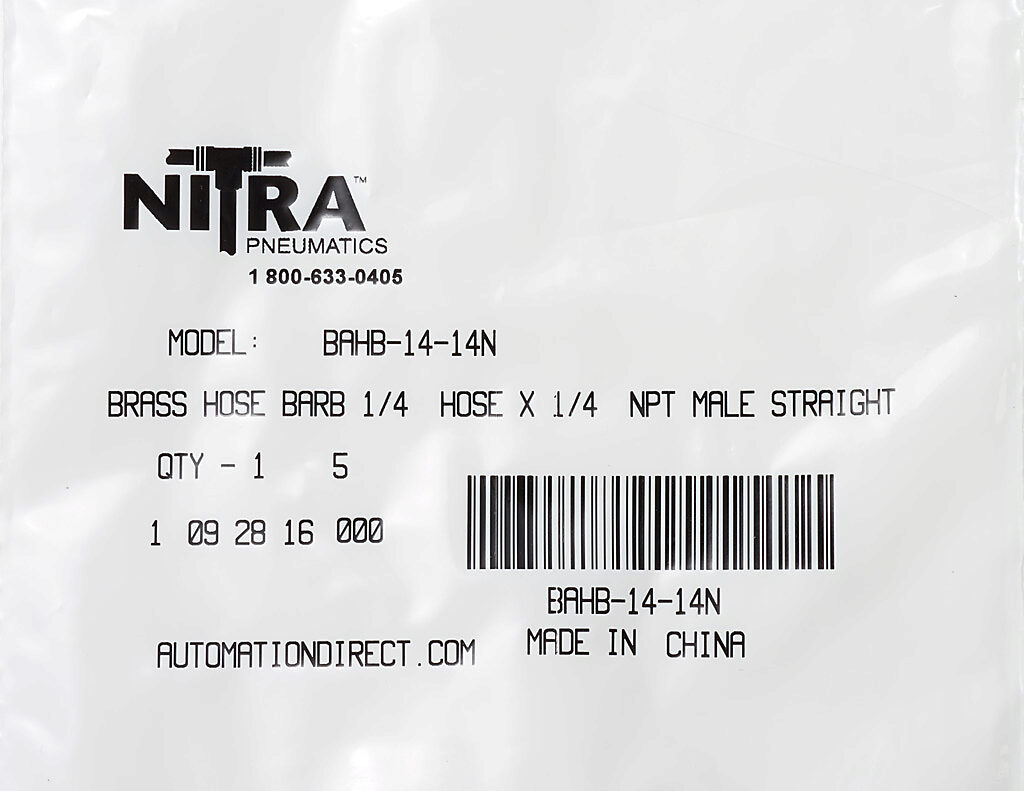 NITRA™
PNEUMATICS
1 800-633-0405
MODEL: BAHB-14-14N
BRASS HOSE BARB 1/4 HOSE X 1/4 NPT MALE STRAIGHT
QTY - 1 5
1 09 28 16 000
BAHB-14-14N
MADE IN CHINA
AUTOMATIONDIRECT.COM